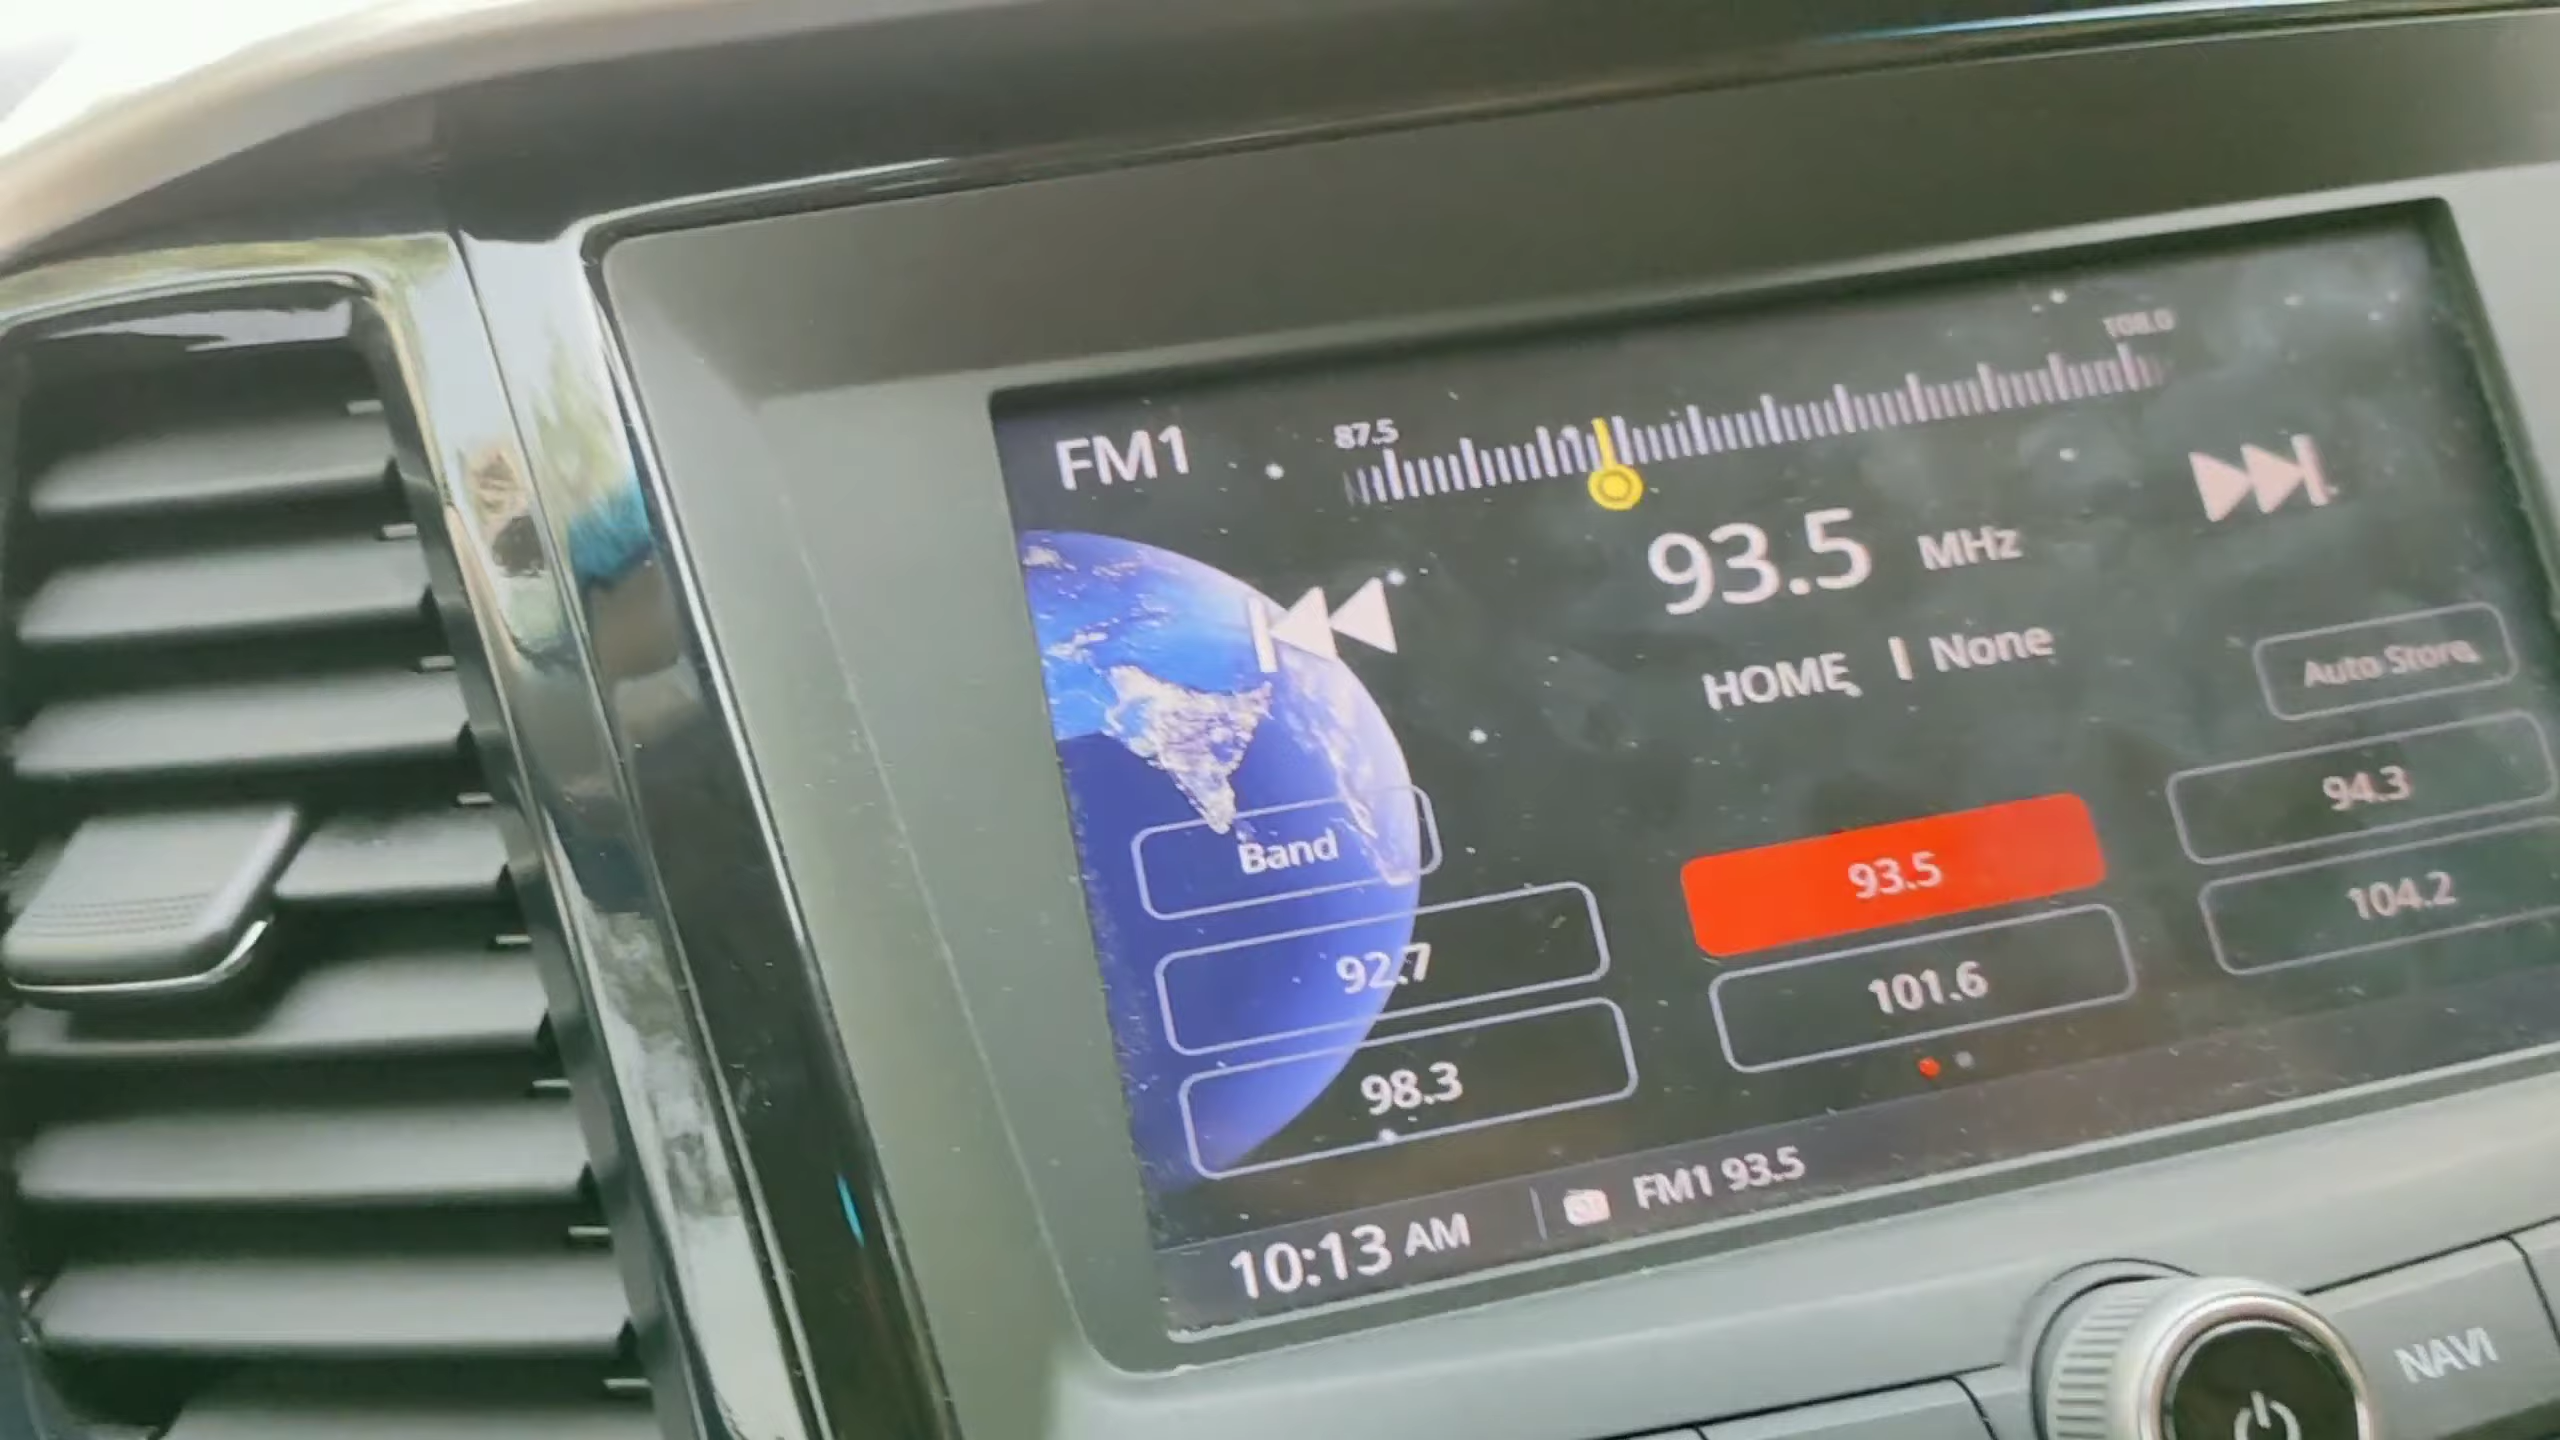 FM1
87.5
108.0
93.5 MHz
HOME | None
Auto Store
Band
92.7
93.5
94.3
98.3
101.6
104.2
10:13 AM
FM1 93.5
NAVI